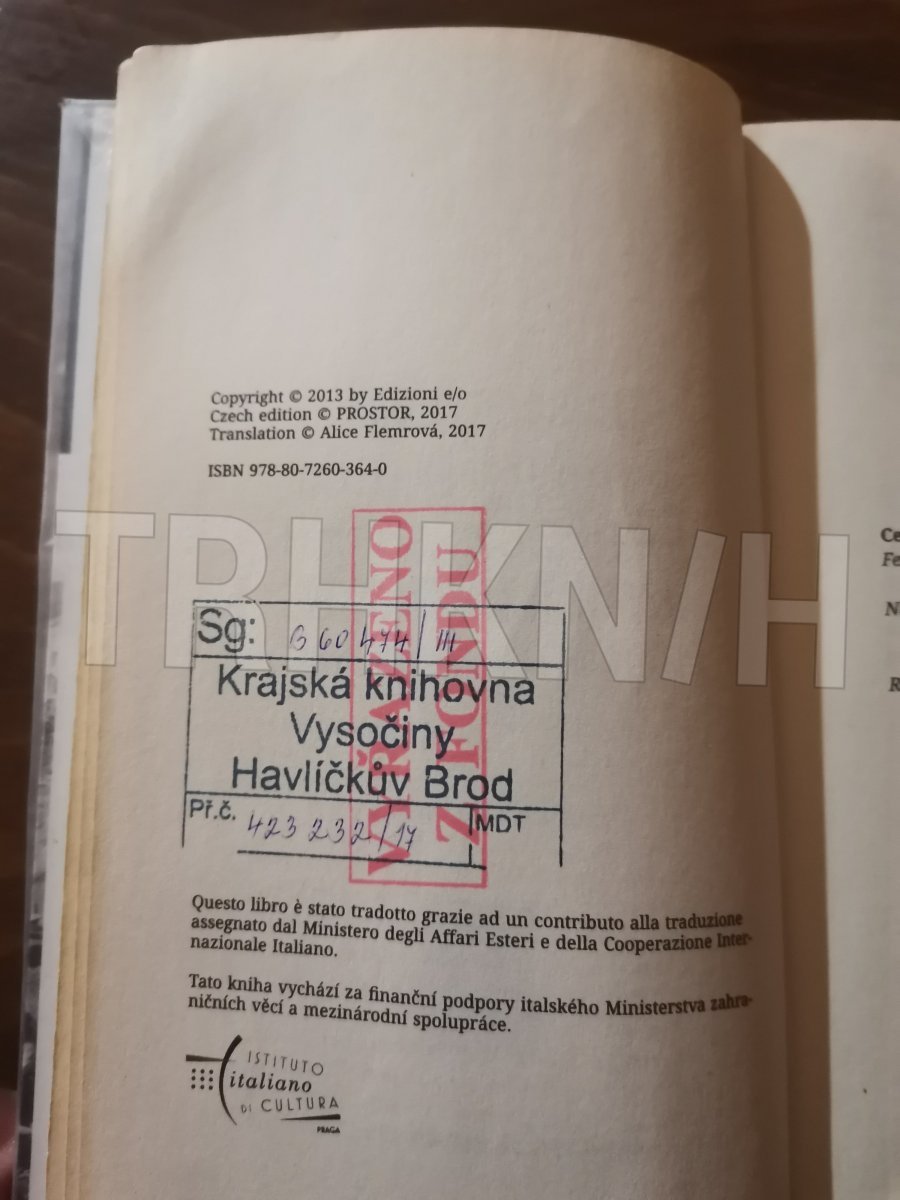 Copyright © 2013 by Edizioni e/o
Czech edition © PROSTOR, 2017
Translation © Alice Flemrová, 2017
ISBN 978-80-7260-364-0
TRHKNIH
VYŘAZENO
Z FONDU
Sg: B 60 474/III
Krajská knihovna
Vysočiny
Havlíčkův Brod
Př.č. 423 232/17 MDT
Questo libro è stato tradotto grazie ad un contributo alla traduzione
assegnato dal Ministero degli Affari Esteri e della Cooperazione Inter-
nazionale Italiano.
Tato kniha vychází za finanční podpory italského Ministerstva zahra-
ničních věcí a mezinárodní spolupráce.
ISTITUTO
italiano
DI CULTURA
PRAGA
Ce
Fe
N
R